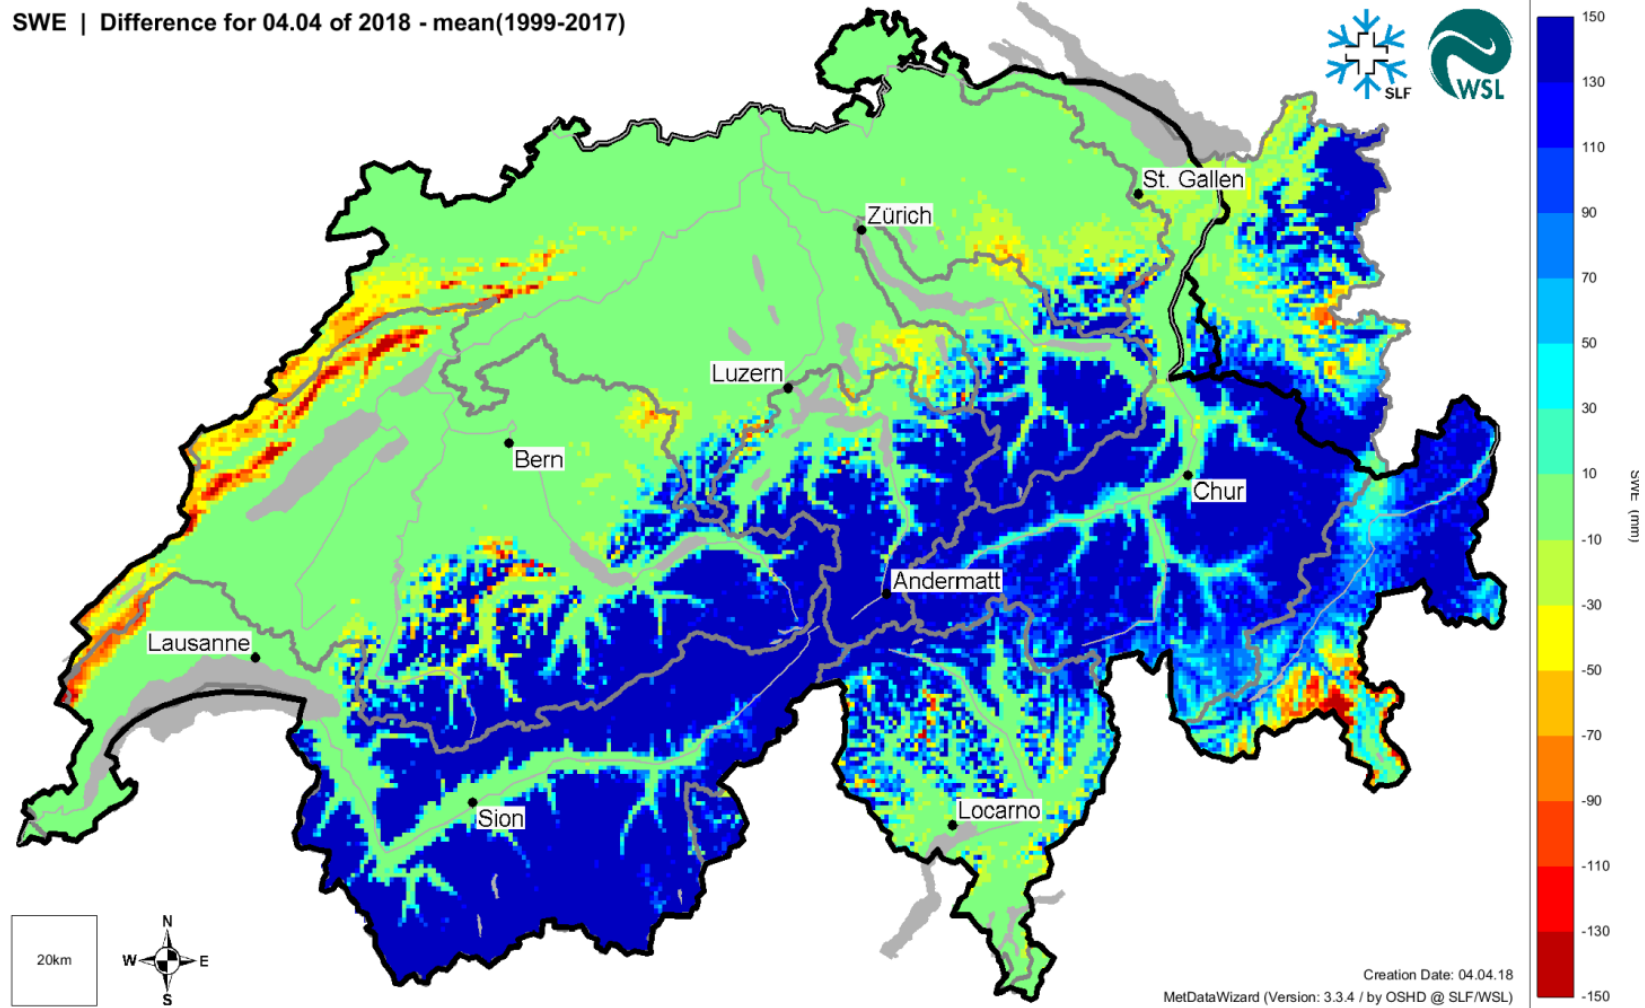 SWE | Difference for 04.04 of 2018 - mean(1999-2017)
SLF
WSL
150
130
110
90
70
50
30
10
-10
-30
-50
-70
-90
-110
-130
-150
SWE (mm)
St. Gallen
Zürich
Luzern
Bern
Chur
Andermatt
Lausanne
Sion
Locarno
20km
N
W
E
S
Creation Date: 04.04.18
MetDataWizard (Version: 3.3.4 / by OSHD @ SLF/WSL)